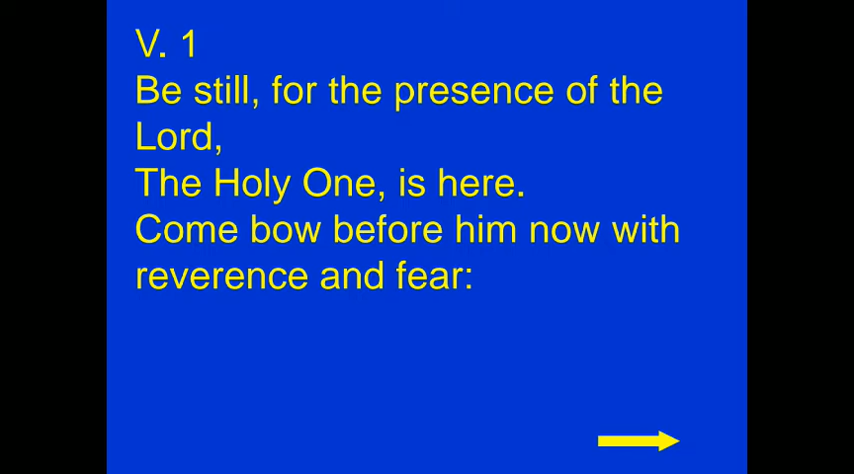 V. 1
Be still, for the presence of the
Lord,
The Holy One, is here.
Come bow before him now with
reverence and fear: